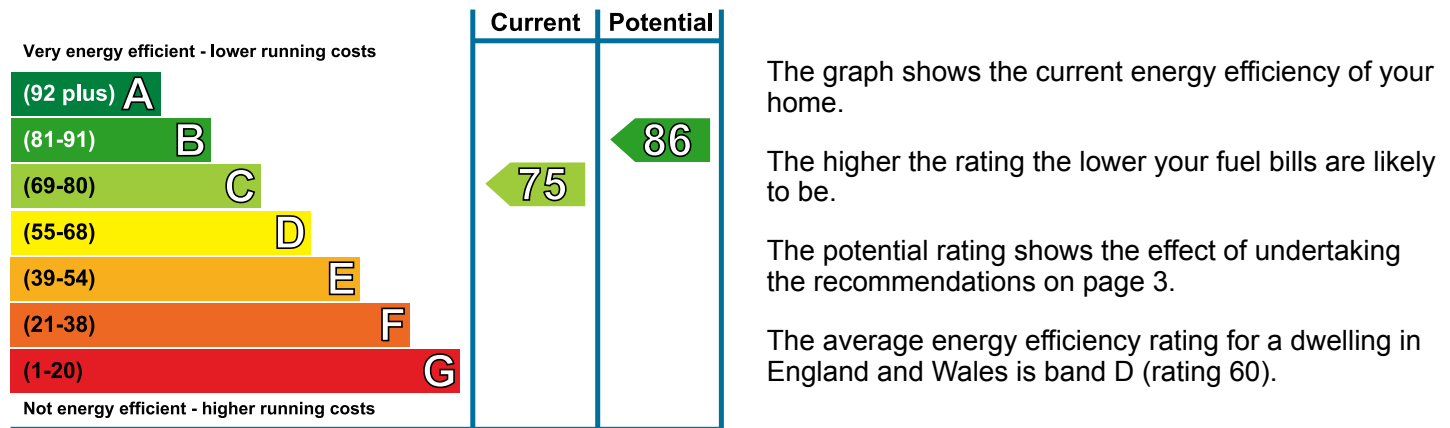 Current Potential
Very energy efficient - lower running costs
(92 plus) A
(81-91) B
86
(69-80) C
75
(55-68) D
(39-54) E
(21-38) F
(1-20) G
Not energy efficient - higher running costs
The graph shows the current energy efficiency of your
home.
The higher the rating the lower your fuel bills are likely
to be.
The potential rating shows the effect of undertaking
the recommendations on page 3.
The average energy efficiency rating for a dwelling in
England and Wales is band D (rating 60).